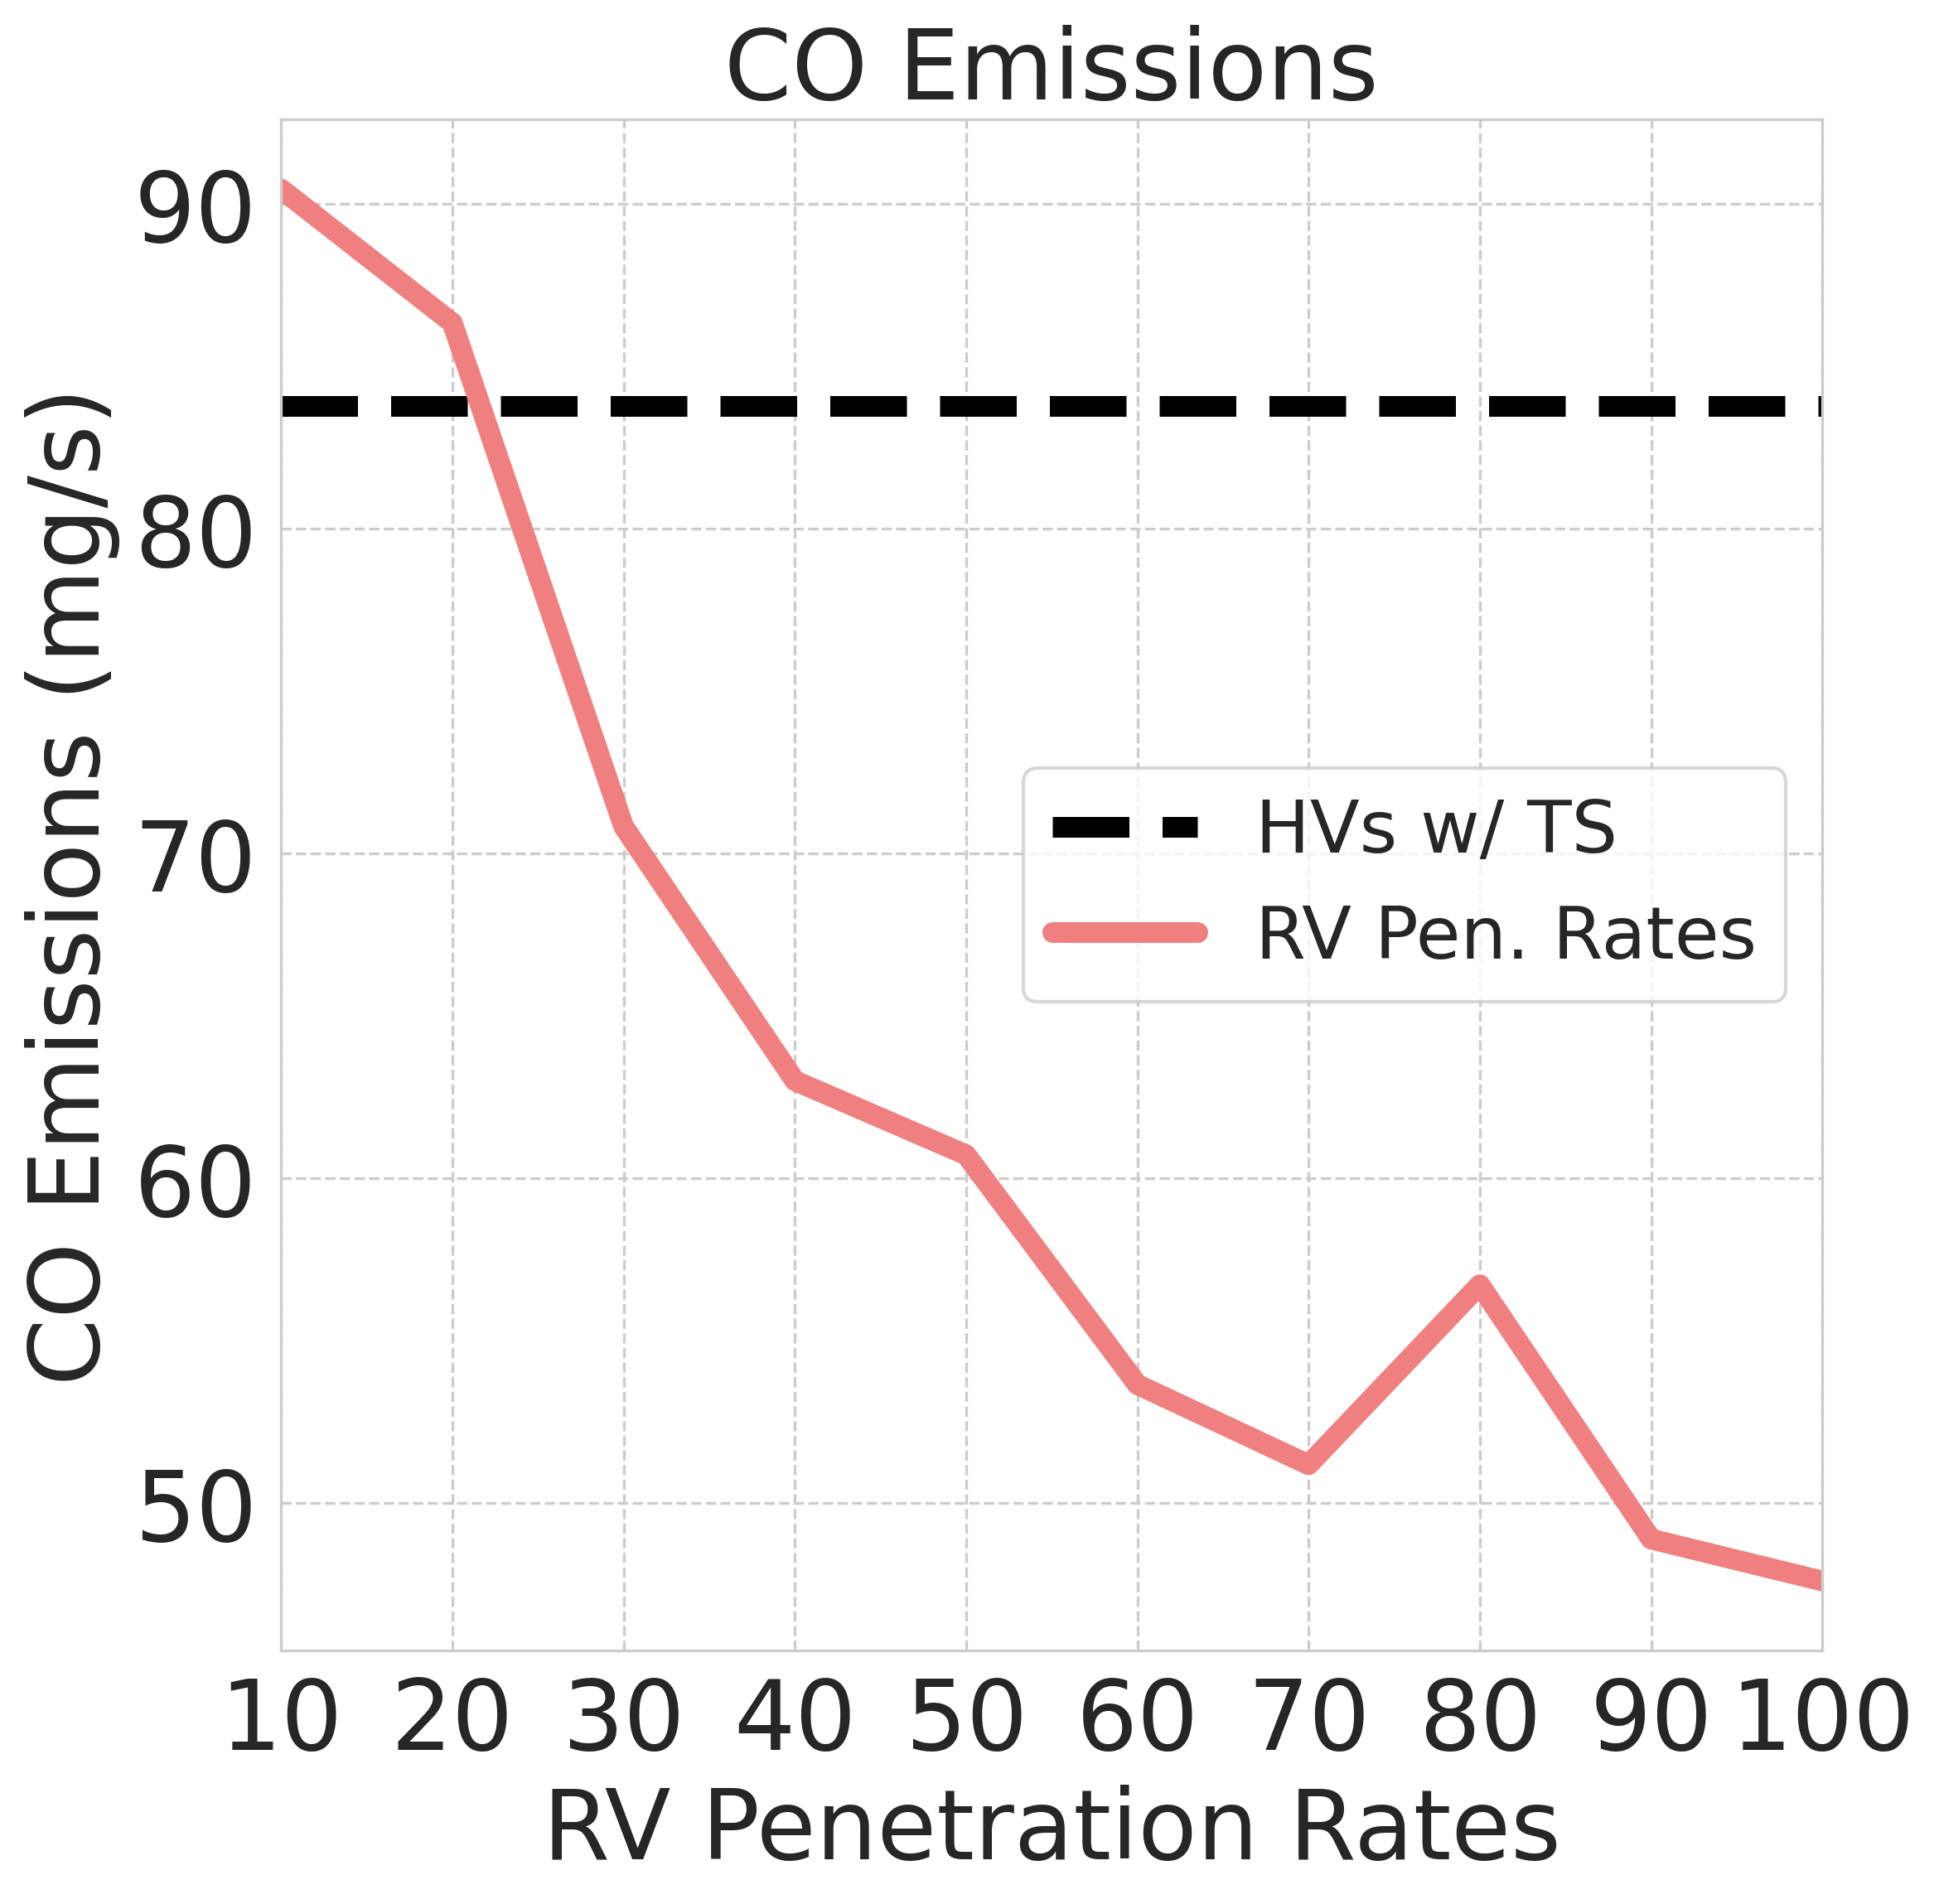 CO Emissions
CO Emissions (mg/s)
90
80
70
60
50
HVs w/ TS
RV Pen. Rates
10 20 30 40 50 60 70 80 90 100
RV Penetration Rates